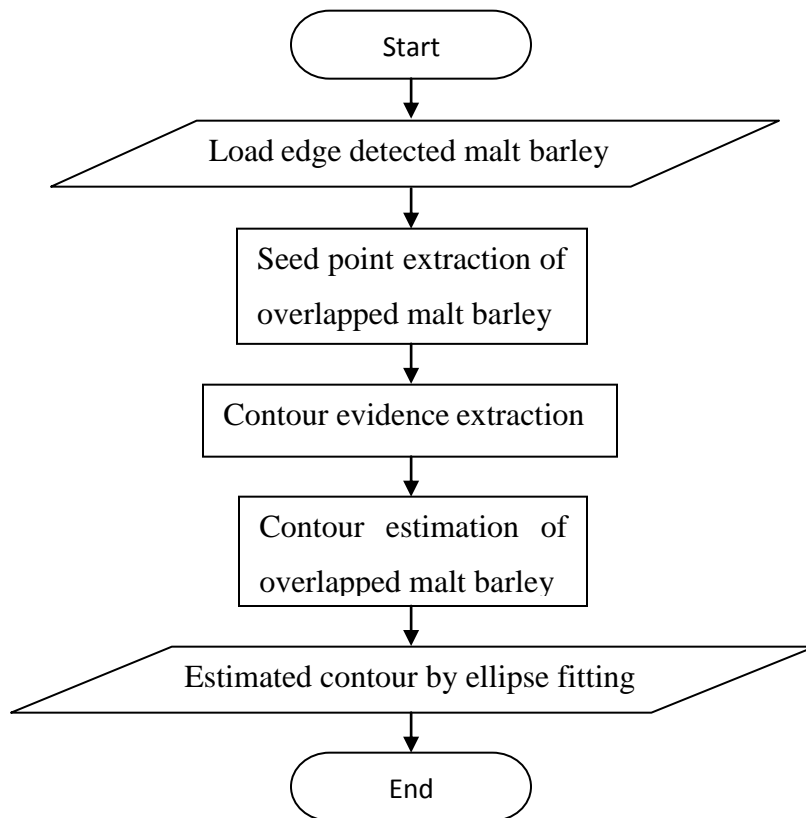 Start
Load edge detected malt barley
Seed point extraction of
overlapped malt barley
Contour evidence extraction
Contour estimation of
overlapped malt barley
Estimated contour by ellipse fitting
End